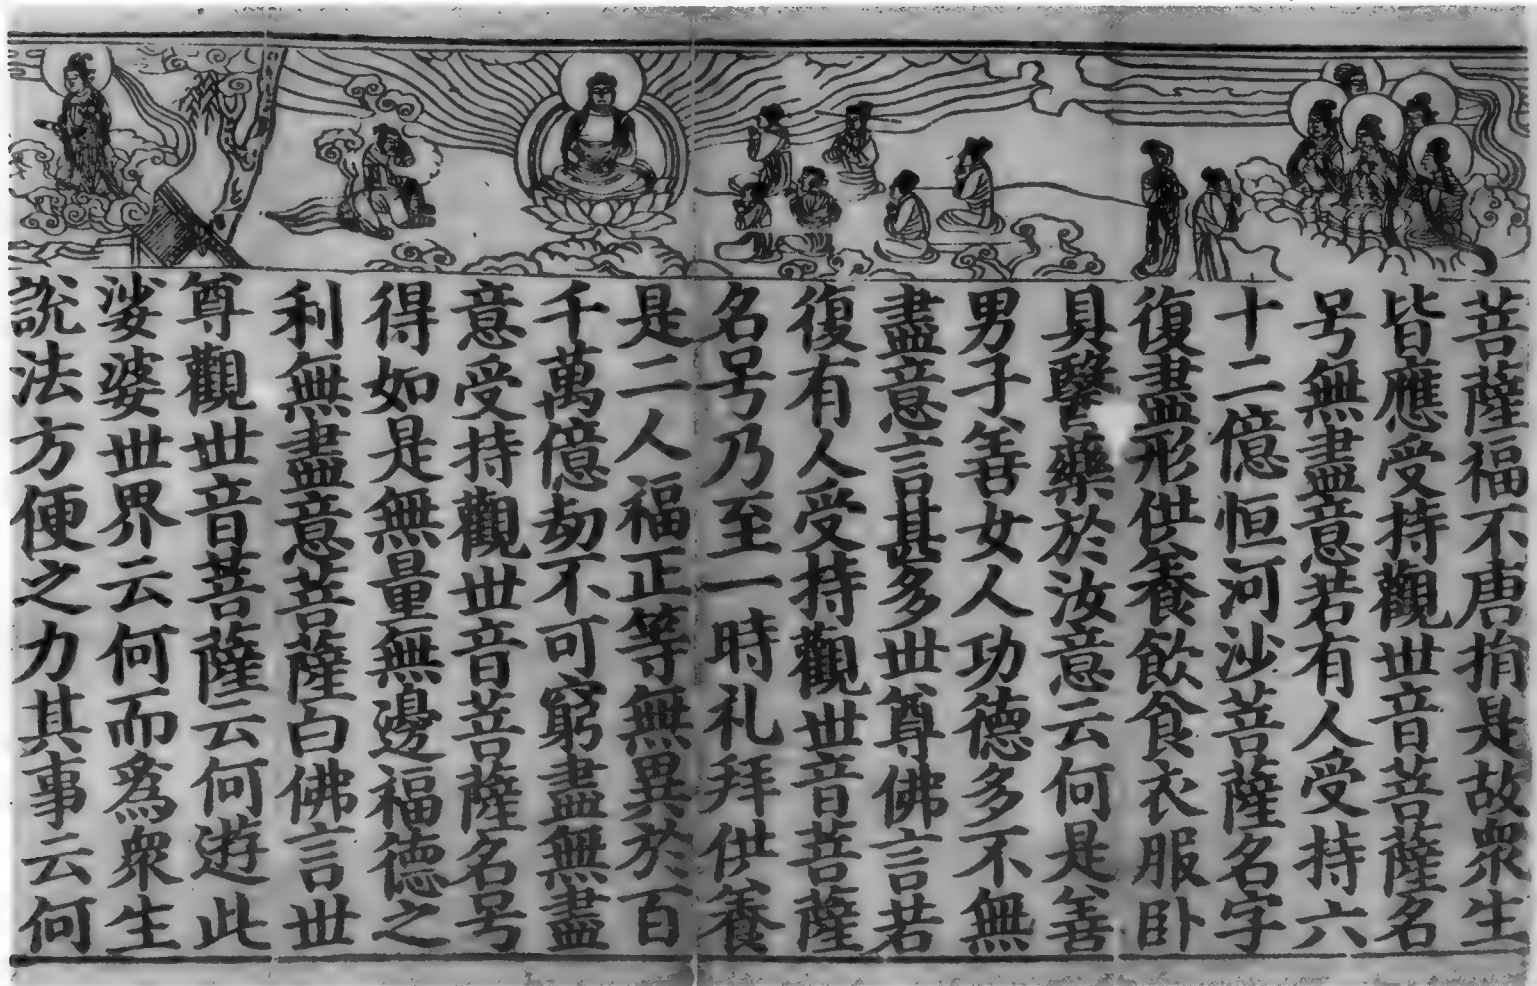 菩薩福不唐捐是故衆生
皆應受持觀世音菩薩名
号無盡意若有人受持六
十二億恒河沙菩薩名字
復盡形供養飲食衣服卧
具醫藥於汝意云何是善
男子善女人功德多不無
盡意言甚多世尊佛言若
復有人受持觀世音菩薩
名号乃至一時礼拜供養
是二人福正等無異於百
千萬億劫不可窮盡無盡
意受持觀世音菩薩名号
得如是無量無邊福德之
利無盡意菩薩白佛言世
尊觀世音菩薩云何遊此
娑婆世界云何而為衆生
說法方便之力其事云何